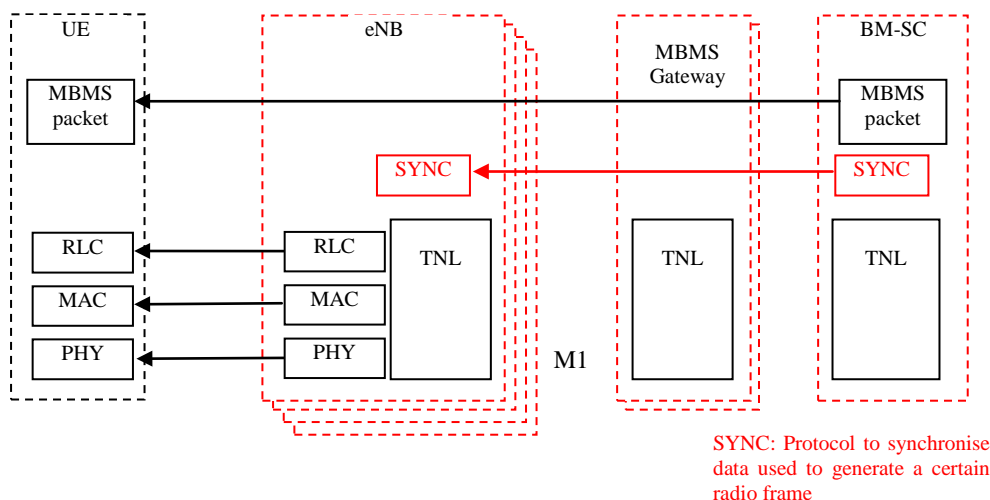 UE
eNB
MBMS
Gateway
BM-SC
MBMS
packet
MBMS
packet
SYNC
SYNC
RLC
RLC
TNL
TNL
TNL
MAC
MAC
PHY
PHY
M1
SYNC: Protocol to synchronise
data used to generate a certain
radio frame